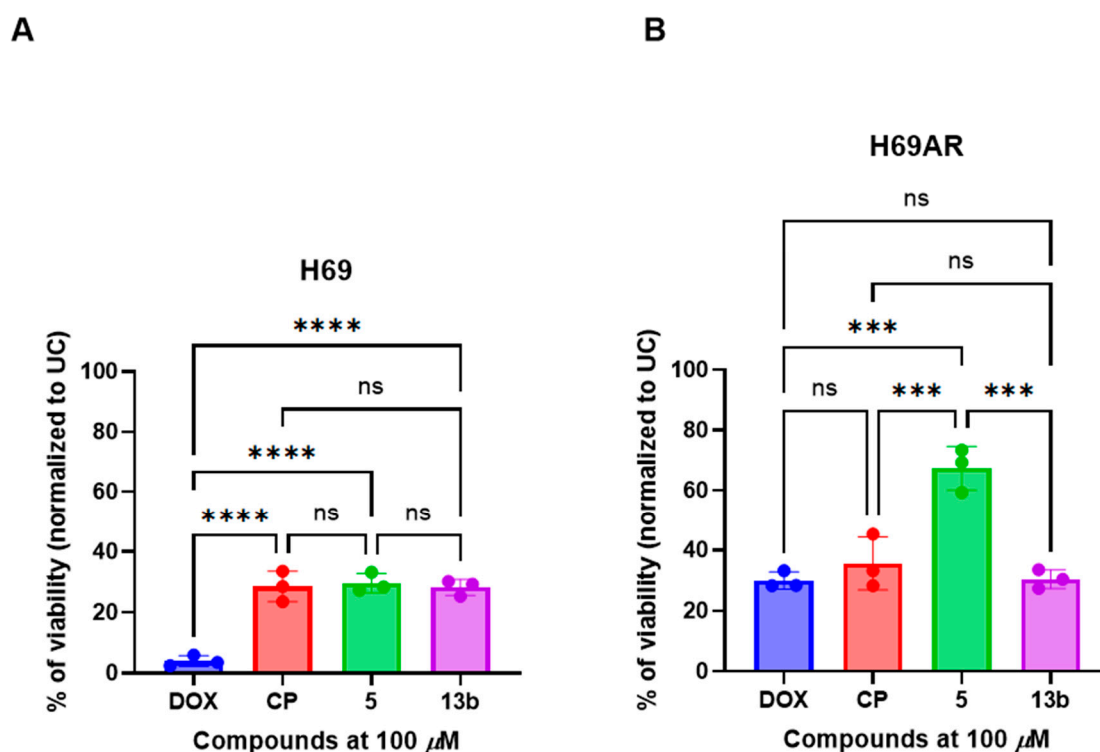 A
H69
****
ns
****
****
ns
ns
% of viability (normalized to UC)
100
80
60
40
20
0
DOX CP 5 13b
Compounds at 100 μM
B
H69AR
ns
ns
***
ns
***
***
% of viability (normalized to UC)
100
80
60
40
20
0
DOX CP 5 13b
Compounds at 100 μM